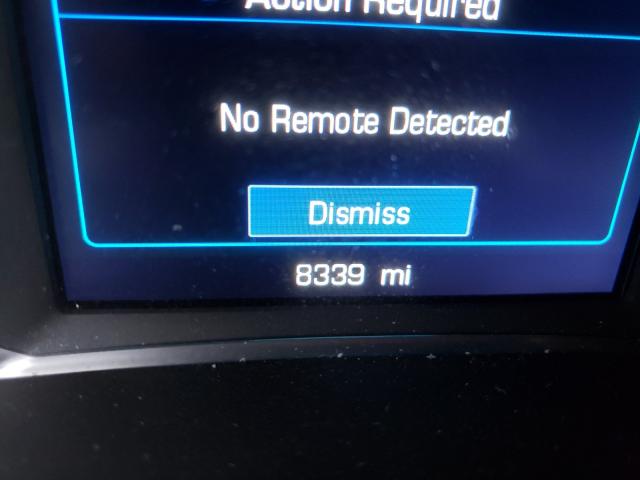 Action Required
No Remote Detected
Dismiss
8339 mi